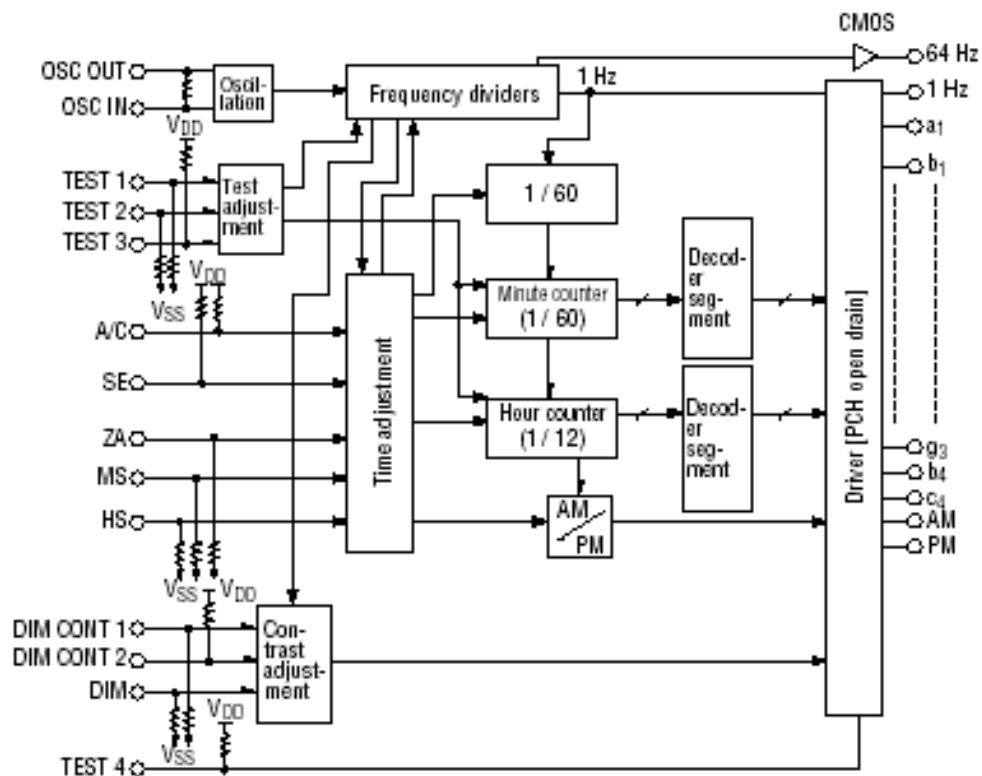 CMOS
OSC OUT
Oscil-
lation
Frequency dividers
1 Hz
64 Hz
1 Hz
OSC IN
a1
VDD
b1
TEST 1
Test
adjust-
ment
TEST 2
TEST 3
1 / 60
VSS
VDD
Decod-
er
seg-
ment
Minute counter
(1 / 60)
A/C
SE
Time adjustment
Driver [PCH open drain]
Decod-
er
seg-
ment
Hour counter
(1 / 12)
ZA
MS
HS
g3
b4
c4
AM
PM
AM
PM
VSS
VDD
DIM CONT 1
DIM CONT 2
DIM
Con-
trast
adjust-
ment
VDD
VSS
TEST 4